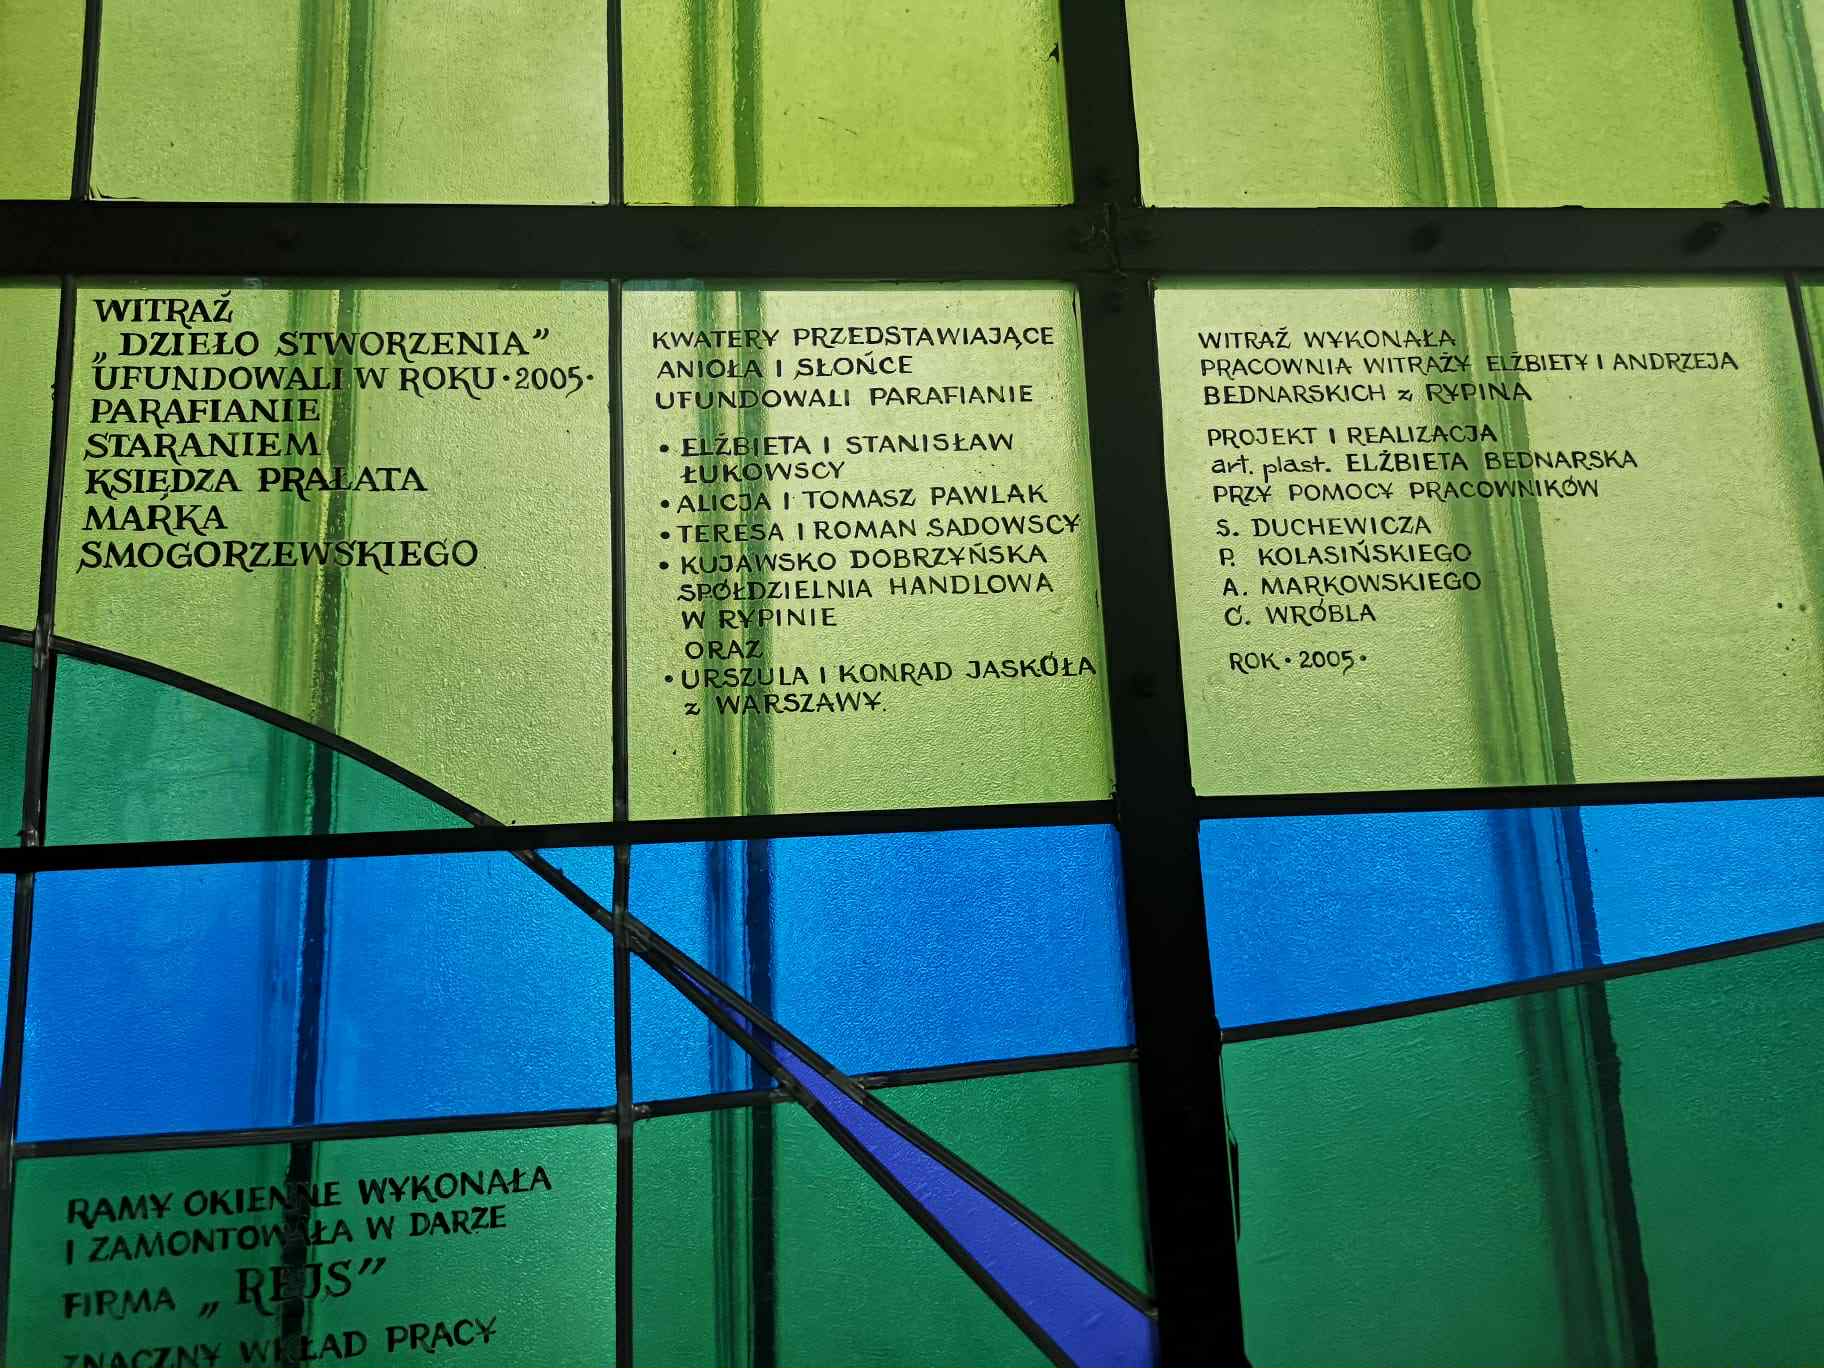 WITRAŻ
„DZIEŁO STWORZENIA”
UFUNDOWALI W ROKU·2005·
PARAFIANIE
STARANIEM
KSIĘDZA PRAŁATA
MARKA
SMOGORZEWSKIEGO
KWATERY PRZEDSTAWIAJĄCE
ANIOŁA I SŁOŃCE
UFUNDOWALI PARAFIANIE
• ELŻBIETA I STANISŁAW
ŁUKOWSCY
• ALICJA I TOMASZ PAWLAK
• TERESA I ROMAN SADOWSCY
• KUJAWSKO DOBRZYŃSKA
SPÓŁDZIELNIA HANDLOWA
W RYPINIE
ORAZ
• URSZULA I KONRAD JASKÓŁA
z WARSZAWY.
WITRAŻ WYKONAŁA
PRACOWNIA WITRAŻY ELŻBIETY I ANDRZEJA
BEDNARSKICH z RYPINA
PROJEKT I REALIZACJA
art. plast. ELŻBIETA BEDNARSKA
PRZY POMOCY PRACOWNIKÓW
S. DUCHEWICZA
P. KOLASIŃSKIEGO
A. MARKOWSKIEGO
C. WRÓBLA
ROK·2005·
RAMY OKIENNE WYKONAŁA
I ZAMONTOWAŁA W DARZE
FIRMA „REJS”
ZNACZNY WKŁAD PRACY